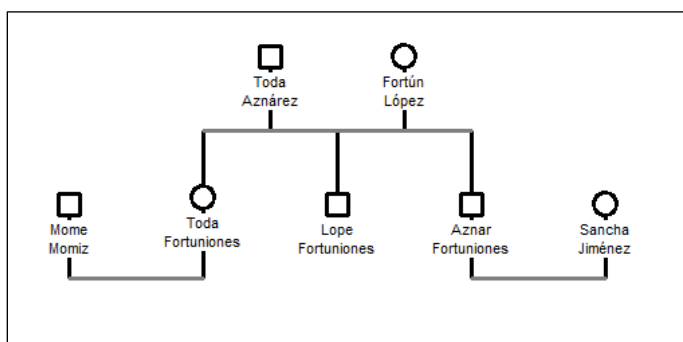 Toda
Aznárez
Fortún
López
Mome
Momiz
Toda
Fortuniones
Lope
Fortuniones
Aznar
Fortuniones
Sancha
Jiménez